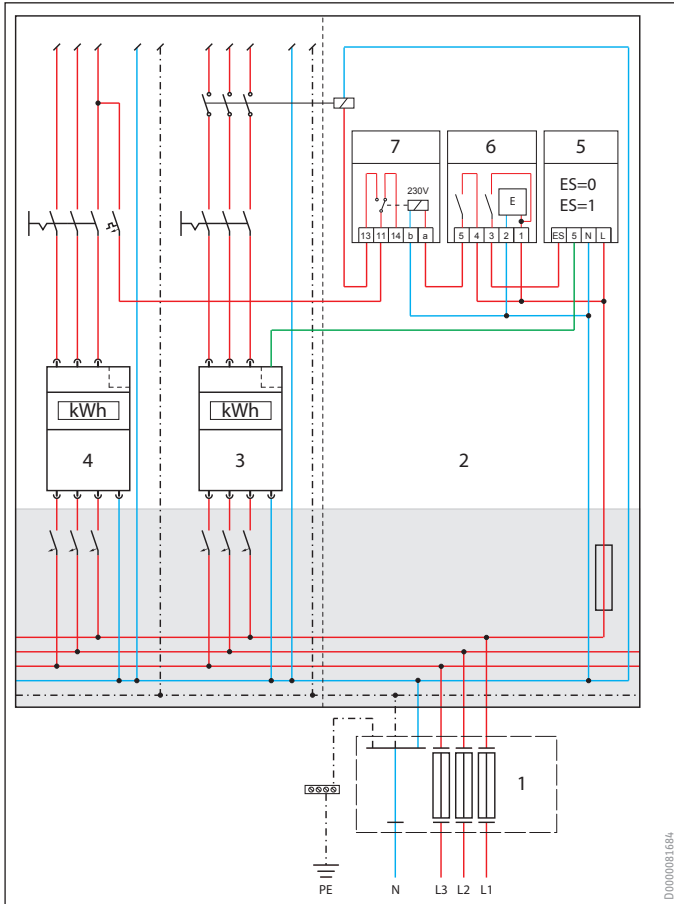 7 6 5
230V
E
ES=0
ES=1
13 11 14 b a
5 4 3 2 1
ES 5 N L
kWh
kWh
4
3
2
1
PE N L3 L2 L1
D0000081684